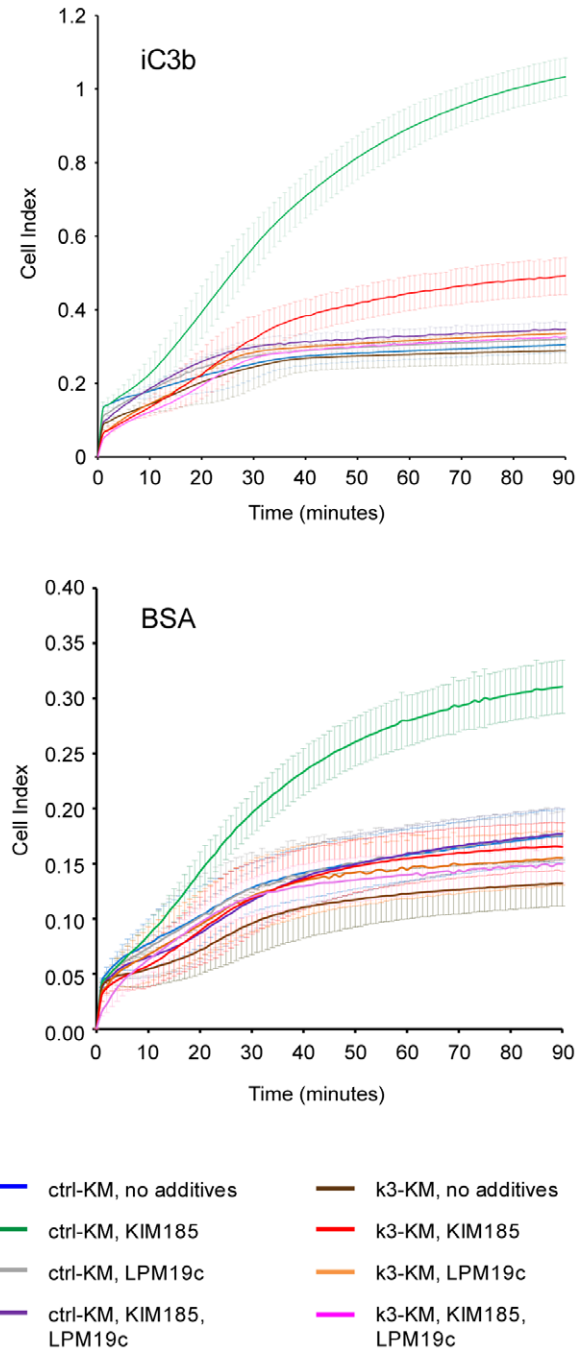 1.2
iC3b
1
0.8
0.6
0.4
0.2
0
Cell Index
0 10 20 30 40 50 60 70 80 90
Time (minutes)
0.40
BSA
0.35
0.30
0.25
0.20
0.15
0.10
0.05
0.00
Cell Index
0 10 20 30 40 50 60 70 80 90
Time (minutes)
ctrl-KM, no additives
ctrl-KM, KIM185
ctrl-KM, LPM19c
ctrl-KM, KIM185,
LPM19c
k3-KM, no additives
k3-KM, KIM185
k3-KM, LPM19c
k3-KM, KIM185,
LPM19c